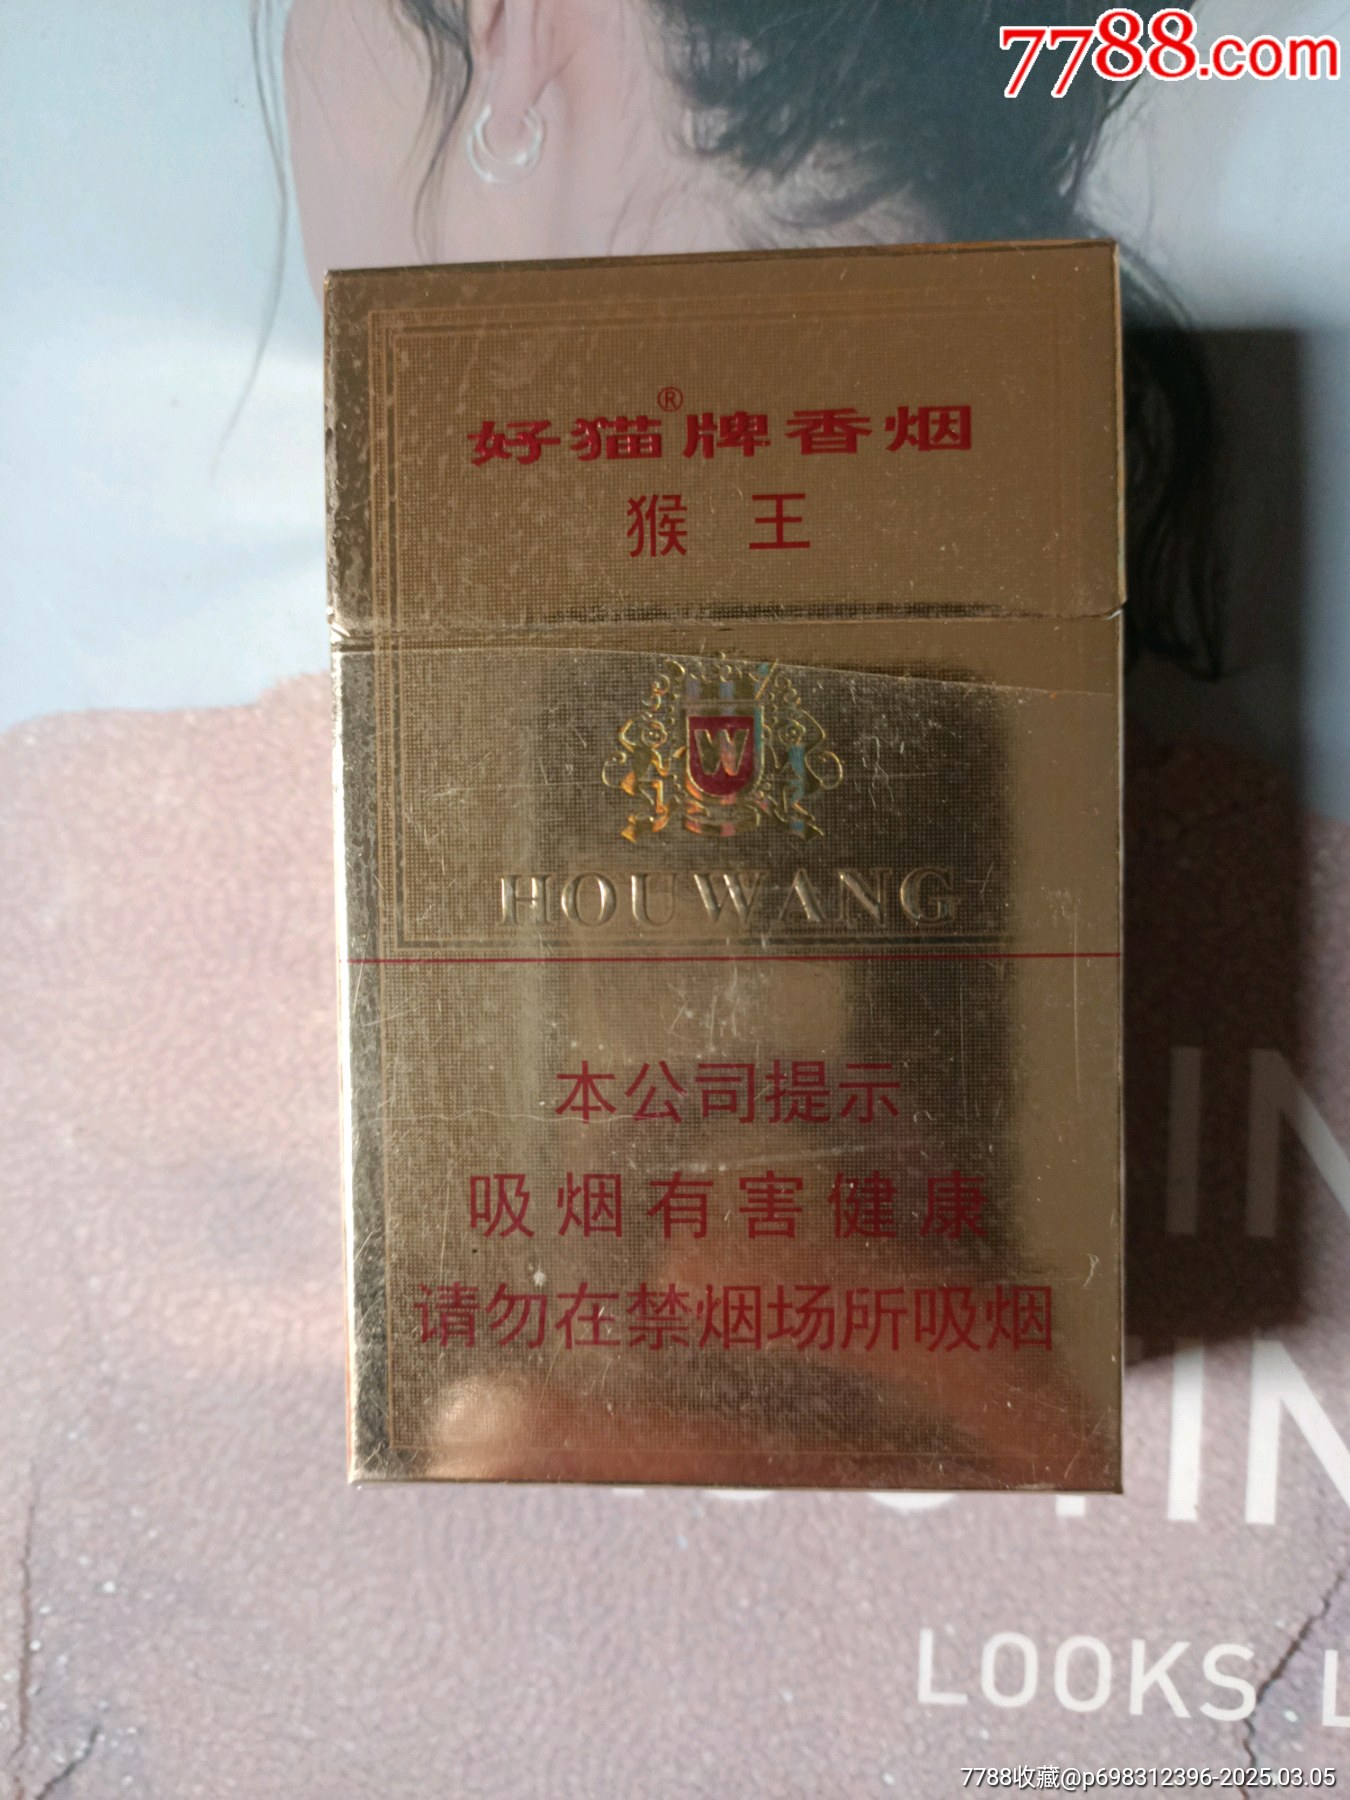 7788.com
好猫®牌香烟
猴王
W
HOUWANG
本公司提示
吸烟有害健康
请勿在禁烟场所吸烟
LOOKS L
7788收藏@p698312396-2025.03.05